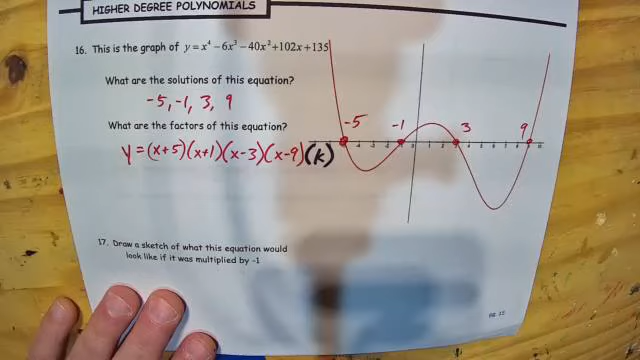 HIGHER DEGREE POLYNOMIALS
16. This is the graph of y = x⁴ – 6x³ – 40x² + 102x + 135
What are the solutions of this equation?
-5, -1, 3, 9
What are the factors of this equation?
y = (x+5)(x+1)(x-3)(x-9)(k)
-5
-1
3
9
17. Draw a sketch of what this equation would
look like if it was multiplied by -1